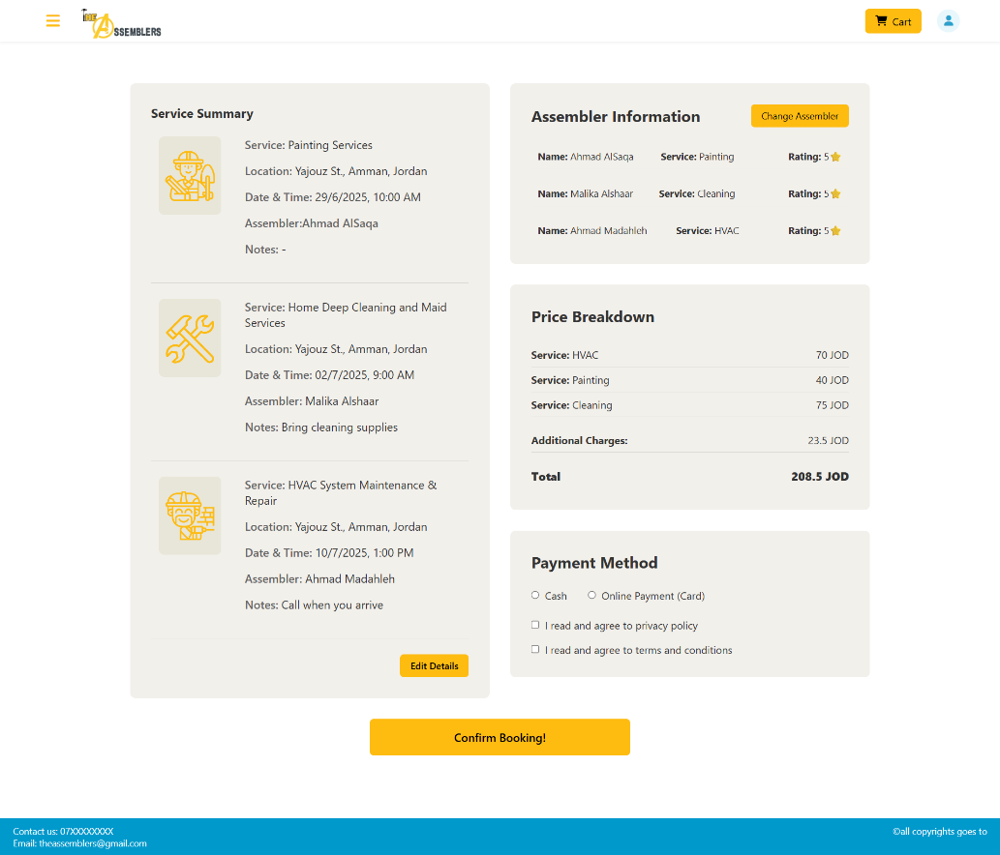 THE ASSEMBLERS
Cart
Service Summary
Service: Painting Services
Location: Yajouz St., Amman, Jordan
Date & Time: 29/6/2025, 10:00 AM
Assembler:Ahmad AlSaqa
Notes: -
Service: Home Deep Cleaning and Maid
Services
Location: Yajouz St., Amman, Jordan
Date & Time: 02/7/2025, 9:00 AM
Assembler: Malika Alshaar
Notes: Bring cleaning supplies
Service: HVAC System Maintenance &
Repair
Location: Yajouz St., Amman, Jordan
Date & Time: 10/7/2025, 1:00 PM
Assembler: Ahmad Madahleh
Notes: Call when you arrive
Edit Details
Assembler Information
Change Assembler
Name: Ahmad AlSaqa Service: Painting Rating: 5
Name: Malika Alshaar Service: Cleaning Rating: 5
Name: Ahmad Madahleh Service: HVAC Rating: 5
Price Breakdown
Service: HVAC 70 JOD
Service: Painting 40 JOD
Service: Cleaning 75 JOD
Additional Charges: 23.5 JOD
Total 208.5 JOD
Payment Method
Cash Online Payment (Card)
I read and agree to privacy policy
I read and agree to terms and conditions
Confirm Booking!
Contact us: 07XXXXXXXX
Email: theassemblers@gmail.com
©all copyrights goes to